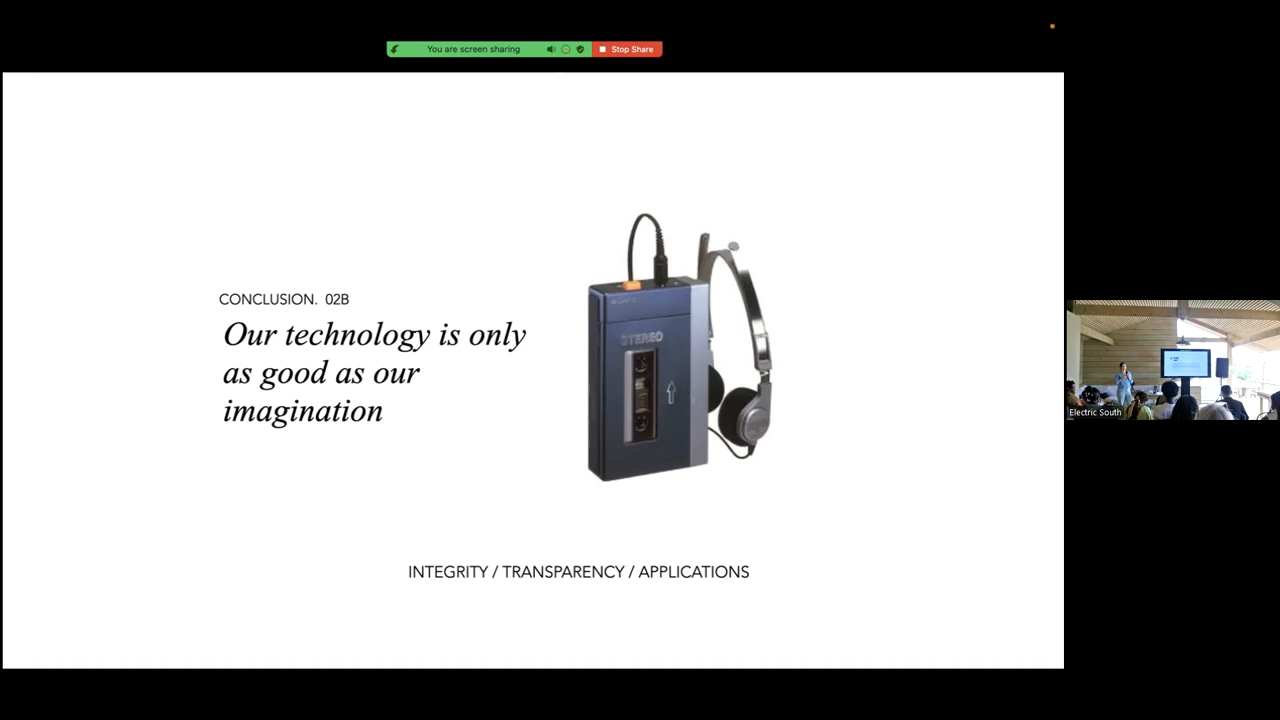 You are screen sharing
Stop Share
CONCLUSION. 02B
Our technology is only
as good as our
imagination
STEREO
INTEGRITY / TRANSPARENCY / APPLICATIONS
Electric South